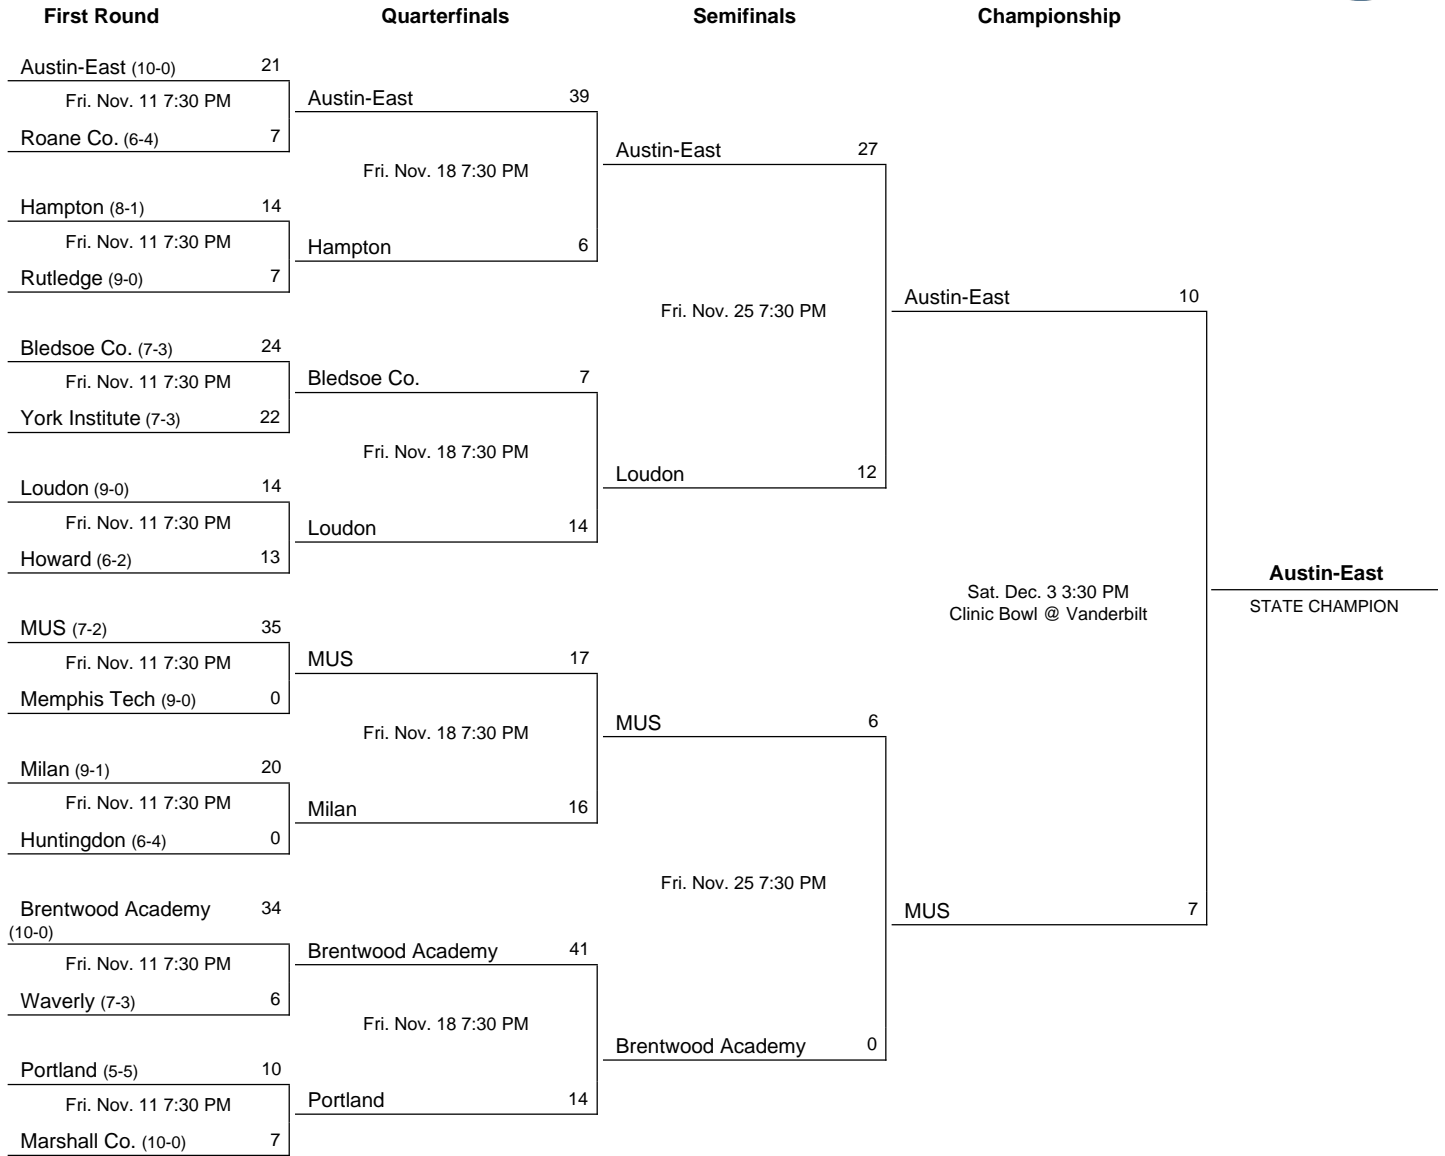 First Round
Quarterfinals
Semifinals
Championship
Austin-East (10-0) 21
Fri. Nov. 11 7:30 PM
Roane Co. (6-4) 7
Hampton (8-1) 14
Fri. Nov. 11 7:30 PM
Rutledge (9-0) 7
Bledsoe Co. (7-3) 24
Fri. Nov. 11 7:30 PM
York Institute (7-3) 22
Loudon (9-0) 14
Fri. Nov. 11 7:30 PM
Howard (6-2) 13
MUS (7-2) 35
Fri. Nov. 11 7:30 PM
Memphis Tech (9-0) 0
Milan (9-1) 20
Fri. Nov. 11 7:30 PM
Huntingdon (6-4) 0
Brentwood Academy 34
(10-0)
Fri. Nov. 11 7:30 PM
Waverly (7-3) 6
Portland (5-5) 10
Fri. Nov. 11 7:30 PM
Marshall Co. (10-0) 7
Austin-East 39
Fri. Nov. 18 7:30 PM
Hampton 6
Bledsoe Co. 7
Fri. Nov. 18 7:30 PM
Loudon 14
MUS 17
Fri. Nov. 18 7:30 PM
Milan 16
Brentwood Academy 41
Fri. Nov. 18 7:30 PM
Portland 14
Austin-East 27
Fri. Nov. 25 7:30 PM
Loudon 12
MUS 6
Fri. Nov. 25 7:30 PM
Brentwood Academy 0
Austin-East 10
Sat. Dec. 3 3:30 PM
Clinic Bowl @ Vanderbilt
MUS 7
Austin-East
STATE CHAMPION